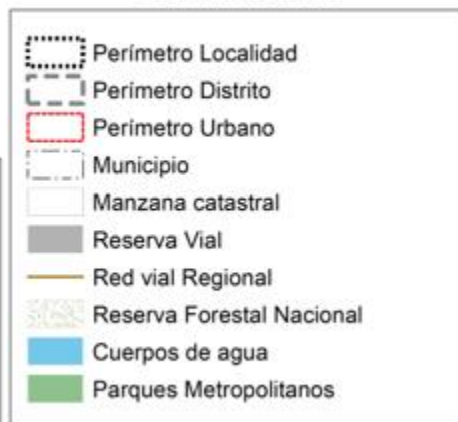 Perímetro Localidad
Perímetro Distrito
Perímetro Urbano
Municipio
Manzana catastral
Reserva Vial
Red vial Regional
Reserva Forestal Nacional
Cuerpos de agua
Parques Metropolitanos